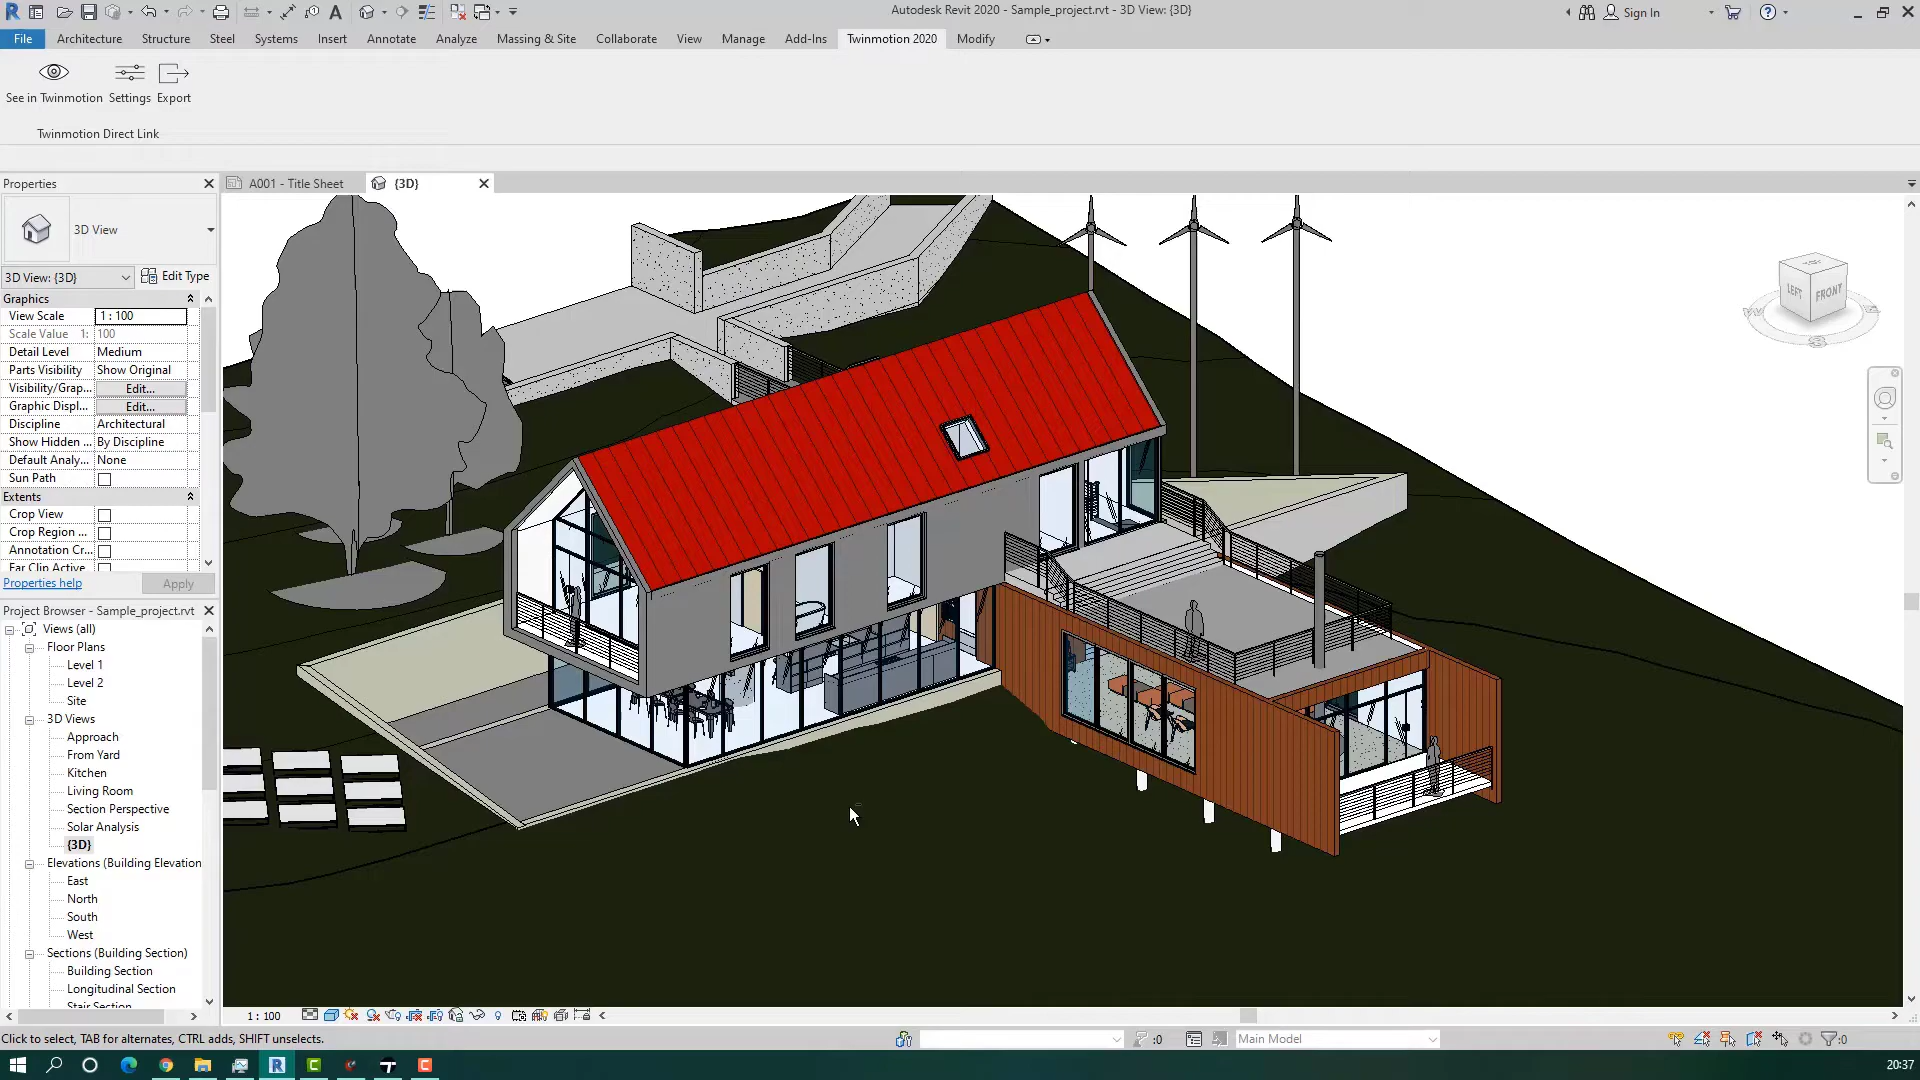 Autodesk Revit 2020 - Sample_project.rvt - 3D View: {3D}
Sign In
File Architecture Structure Steel Systems Insert Annotate Analyze Massing & Site Collaborate View Manage Add-Ins Twinmotion 2020 Modify
See in Twinmotion Settings Export
Twinmotion Direct Link
Properties
A001 - Title Sheet
{3D}
3D View
3D View: {3D}
Edit Type
Graphics
View Scale 1 : 100
Scale Value 1: 100
Detail Level Medium
Parts Visibility Show Original
Visibility/Grap... Edit...
Graphic Displ... Edit...
Discipline Architectural
Show Hidden ... By Discipline
Default Analy... None
Sun Path
Extents
Crop View
Crop Region ...
Annotation Cr...
Far Clip Active
Properties help
Apply
Project Browser - Sample_project.rvt
Views (all)
Floor Plans
Level 1
Level 2
Site
3D Views
Approach
From Yard
Kitchen
Living Room
Section Perspective
Solar Analysis
{3D}
Elevations (Building Elevation
East
North
South
West
Sections (Building Section)
Building Section
Longitudinal Section
Stair Section
LEFT FRONT
1 : 100
Click to select, TAB for alternates, CTRL adds, SHIFT unselects.
:0
Main Model
:0
20:37